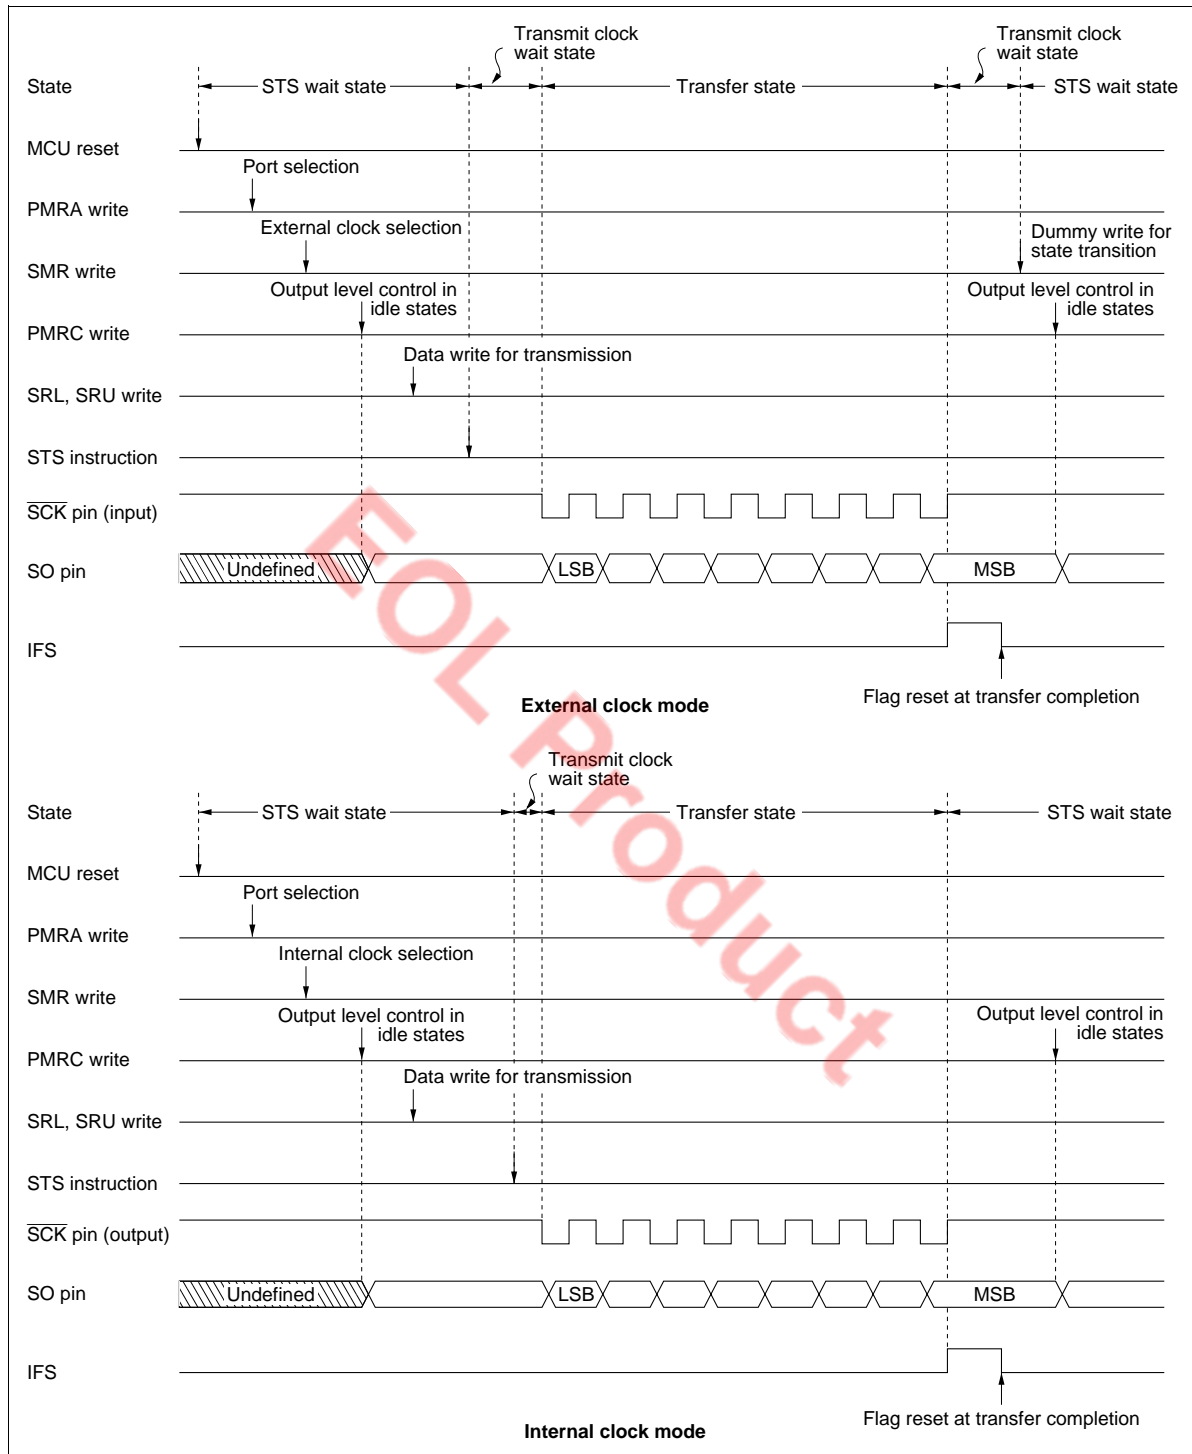 Transmit clock
wait state
Transmit clock
wait state
State
STS wait state
Transfer state
STS wait state
MCU reset
Port selection
PMRA write
External clock selection
Dummy write for
state transition
SMR write
Output level control in
idle states
Output level control in
idle states
PMRC write
Data write for transmission
SRL, SRU write
STS instruction
SCK pin (input)
SO pin
Undefined
LSB
MSB
IFS
Flag reset at transfer completion
External clock mode
EOL Product
Transmit clock
wait state
State
STS wait state
Transfer state
STS wait state
MCU reset
Port selection
PMRA write
Internal clock selection
SMR write
Output level control in
idle states
Output level control in
idle states
PMRC write
Data write for transmission
SRL, SRU write
STS instruction
SCK pin (output)
SO pin
Undefined
LSB
MSB
IFS
Flag reset at transfer completion
Internal clock mode